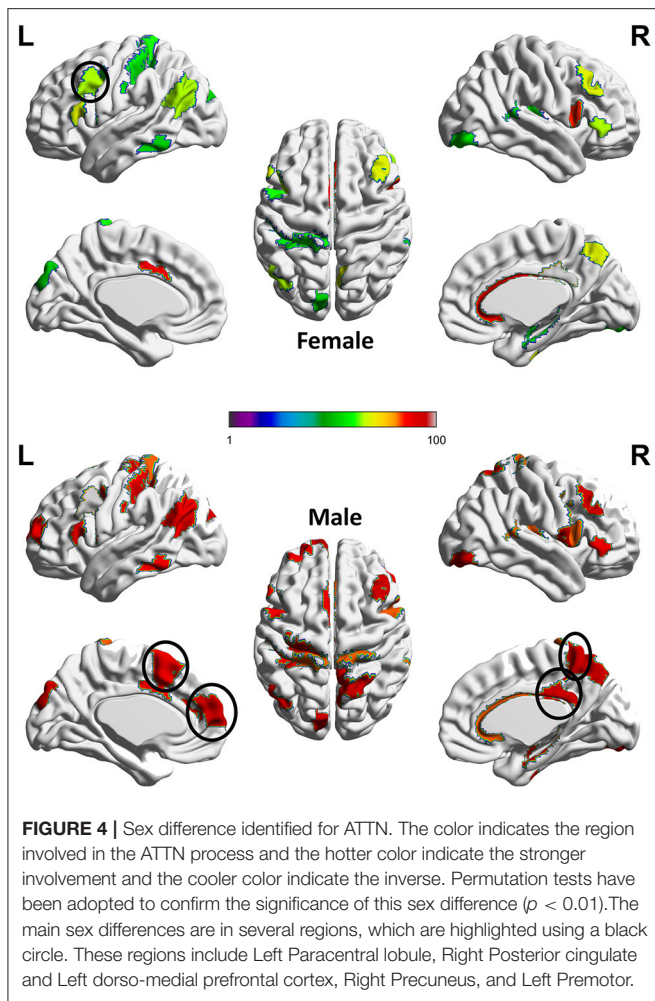 L
R
Female
1
100
L
R
Male
FIGURE 4 | Sex difference identified for ATTN. The color indicates the region
involved in the ATTN process and the hotter color indicate the stronger
involvement and the cooler color indicate the inverse. Permutation tests have
been adopted to confirm the significance of this sex difference (p < 0.01).The
main sex differences are in several regions, which are highlighted using a black
circle. These regions include Left Paracentral lobule, Right Posterior cingulate
and Left dorso-medial prefrontal cortex, Right Precuneus, and Left Premotor.